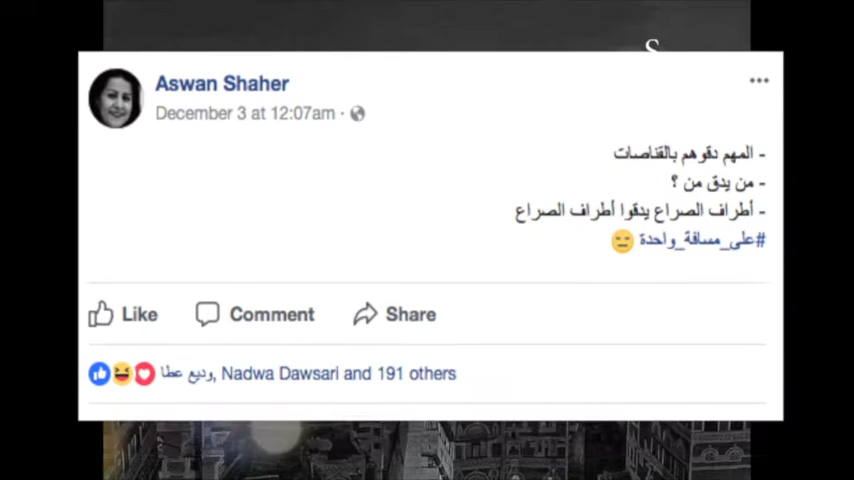 S
Aswan Shaher
December 3 at 12:07am ·
- المهم دقوهم بالقناصات
- من يدق من ؟
- أطراف الصراع يدقوا أطراف الصراع
#على_مسافة_واحدة
Like Comment Share
وديع عطا, Nadwa Dawsari and 191 others